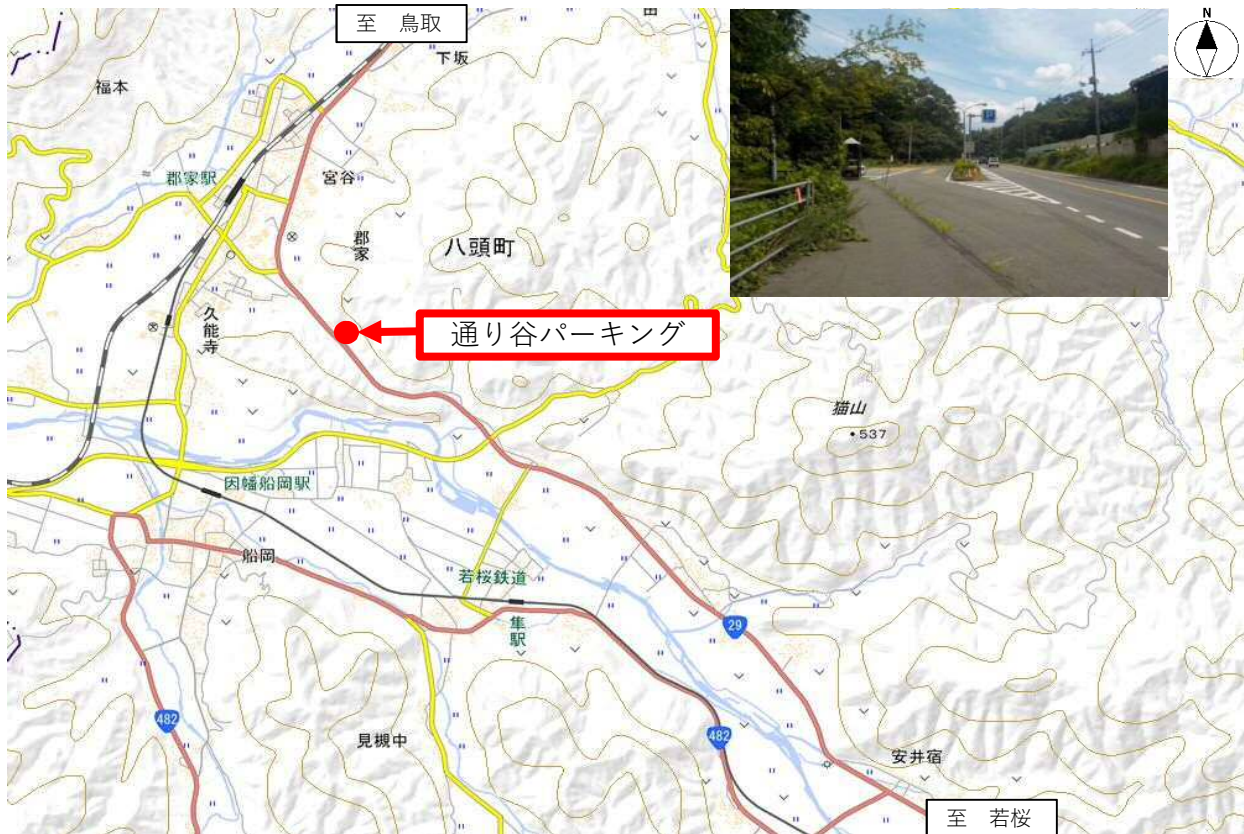 至 鳥取
田
N
下坂
福本
郡家駅
宮谷
郡家
八頭町
久能寺
通り谷パーキング
猫山
537
因幡船岡駅
船岡
若桜鉄道
隼駅
29
482
482
見槻中
安井宿
至 若桜
P